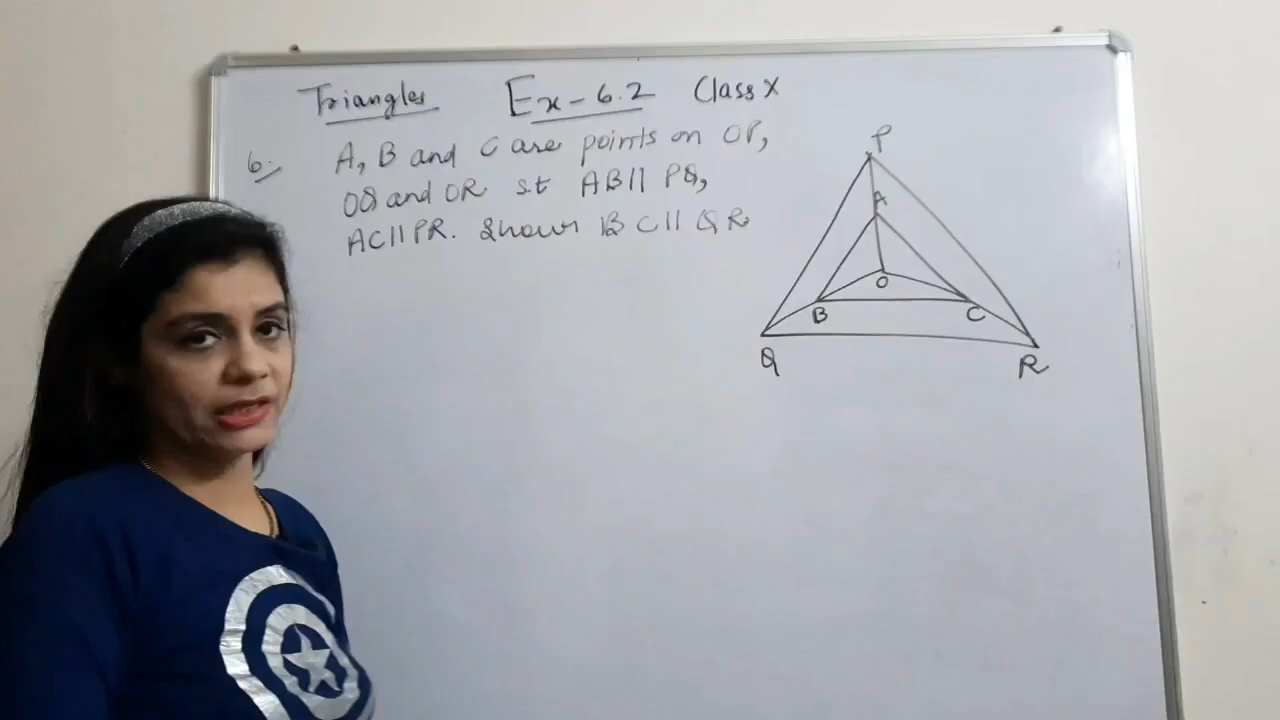 Triangles Ex-6.2 Class X
6. A, B and C are points on OP,
OQ and OR s.t AB || PQ,
AC || PR. Show BC || QR
P
A
O
B
C
Q
R